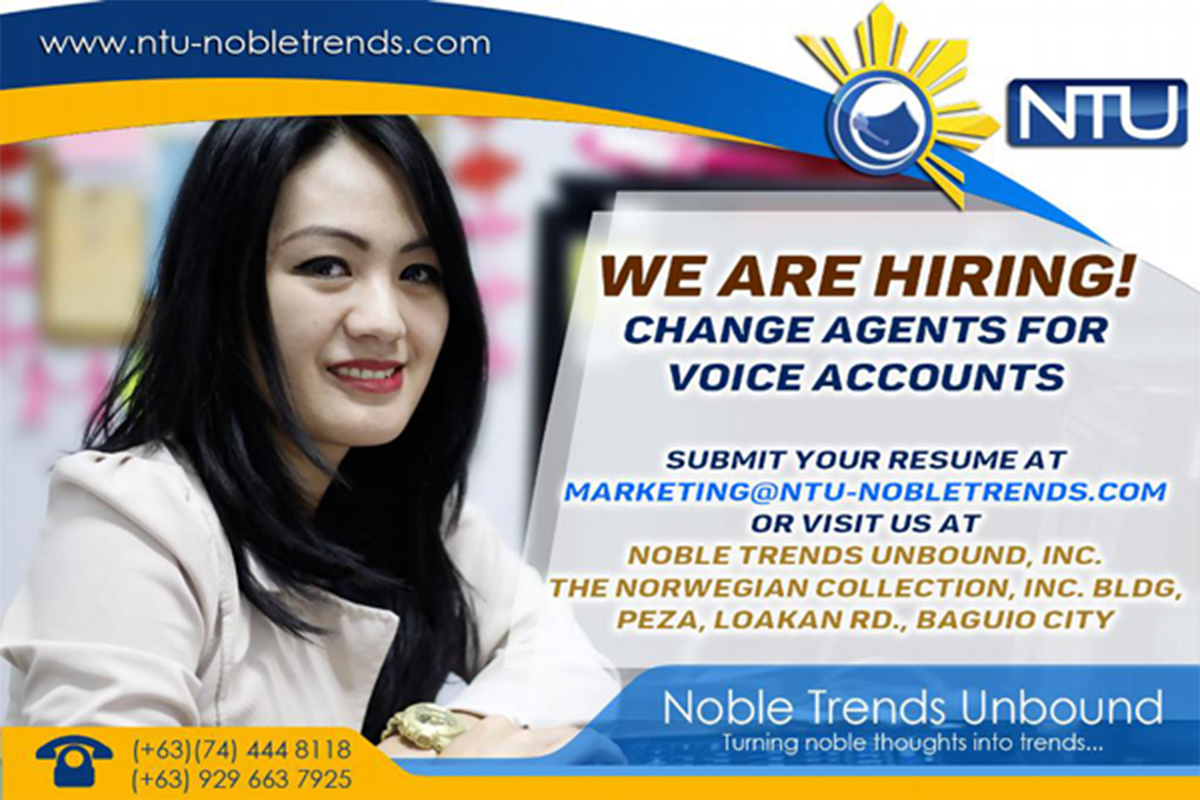 www.ntu-nobletrends.com
NTU
WE ARE HIRING!
CHANGE AGENTS FOR
VOICE ACCOUNTS
SUBMIT YOUR RESUME AT
MARKETING@NTU-NOBLETRENDS.COM
OR VISIT US AT
NOBLE TRENDS UNBOUND, INC.
THE NORWEGIAN COLLECTION, INC. BLDG,
PEZA, LOAKAN RD., BAGUIO CITY
Noble Trends Unbound
Turning noble thoughts into trends...
(+63)(74) 444 8118
(+63) 929 663 7925